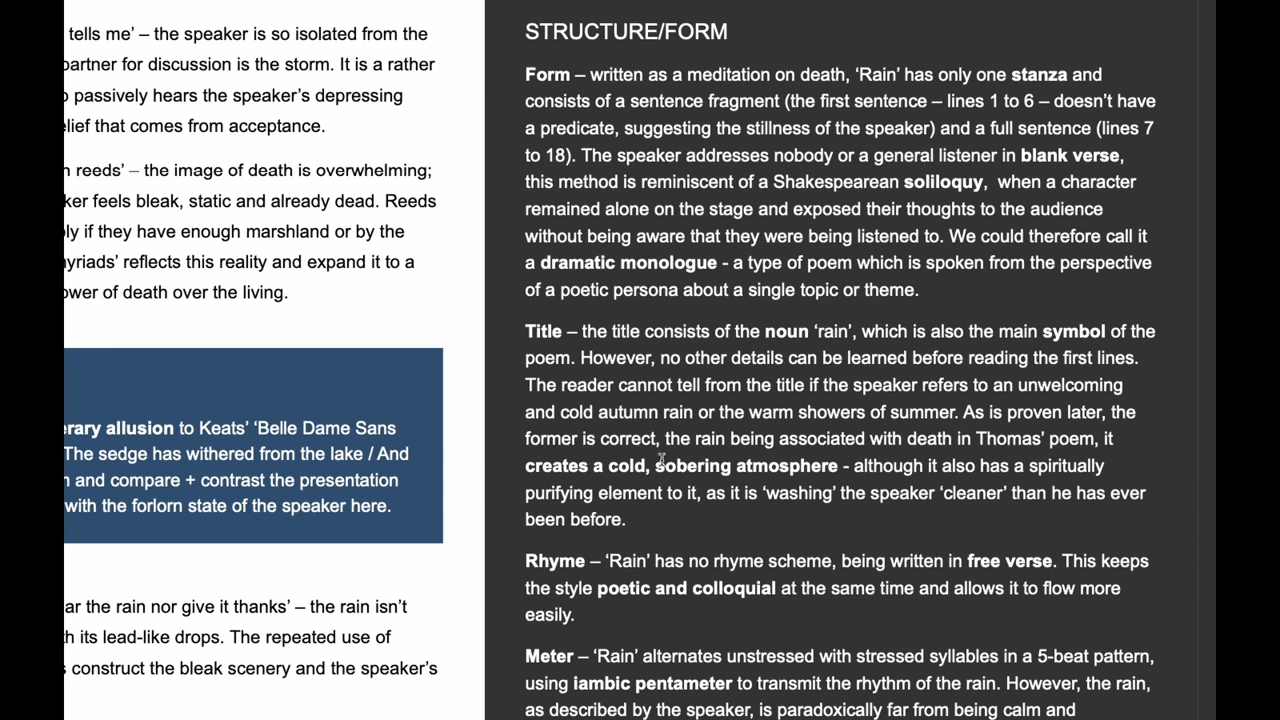 tells me’ – the speaker is so isolated from the
partner for discussion is the storm. It is a rather
passively hears the speaker’s depressing
elief that comes from acceptance.
n reeds’ – the image of death is overwhelming;
ker feels bleak, static and already dead. Reeds
ly if they have enough marshland or by the
myriads’ reflects this reality and expand it to a
ower of death over the living.
erary allusion to Keats’ ‘Belle Dame Sans
The sedge has withered from the lake / And
and compare + contrast the presentation
with the forlorn state of the speaker here.
ar the rain nor give it thanks’ – the rain isn’t
th its lead-like drops. The repeated use of
construct the bleak scenery and the speaker’s
STRUCTURE/FORM
Form – written as a meditation on death, ‘Rain’ has only one stanza and
consists of a sentence fragment (the first sentence – lines 1 to 6 – doesn’t have
a predicate, suggesting the stillness of the speaker) and a full sentence (lines 7
to 18). The speaker addresses nobody or a general listener in blank verse,
this method is reminiscent of a Shakespearean soliloquy, when a character
remained alone on the stage and exposed their thoughts to the audience
without being aware that they were being listened to. We could therefore call it
a dramatic monologue - a type of poem which is spoken from the perspective
of a poetic persona about a single topic or theme.
Title – the title consists of the noun ‘rain’, which is also the main symbol of the
poem. However, no other details can be learned before reading the first lines.
The reader cannot tell from the title if the speaker refers to an unwelcoming
and cold autumn rain or the warm showers of summer. As is proven later, the
former is correct, the rain being associated with death in Thomas’ poem, it
creates a cold, sobering atmosphere - although it also has a spiritually
purifying element to it, as it is ‘washing’ the speaker ‘cleaner’ than he has ever
been before.
Rhyme – ‘Rain’ has no rhyme scheme, being written in free verse. This keeps
the style poetic and colloquial at the same time and allows it to flow more
easily.
Meter – ‘Rain’ alternates unstressed with stressed syllables in a 5-beat pattern,
using iambic pentameter to transmit the rhythm of the rain. However, the rain,
as described by the speaker, is paradoxically far from being calm and